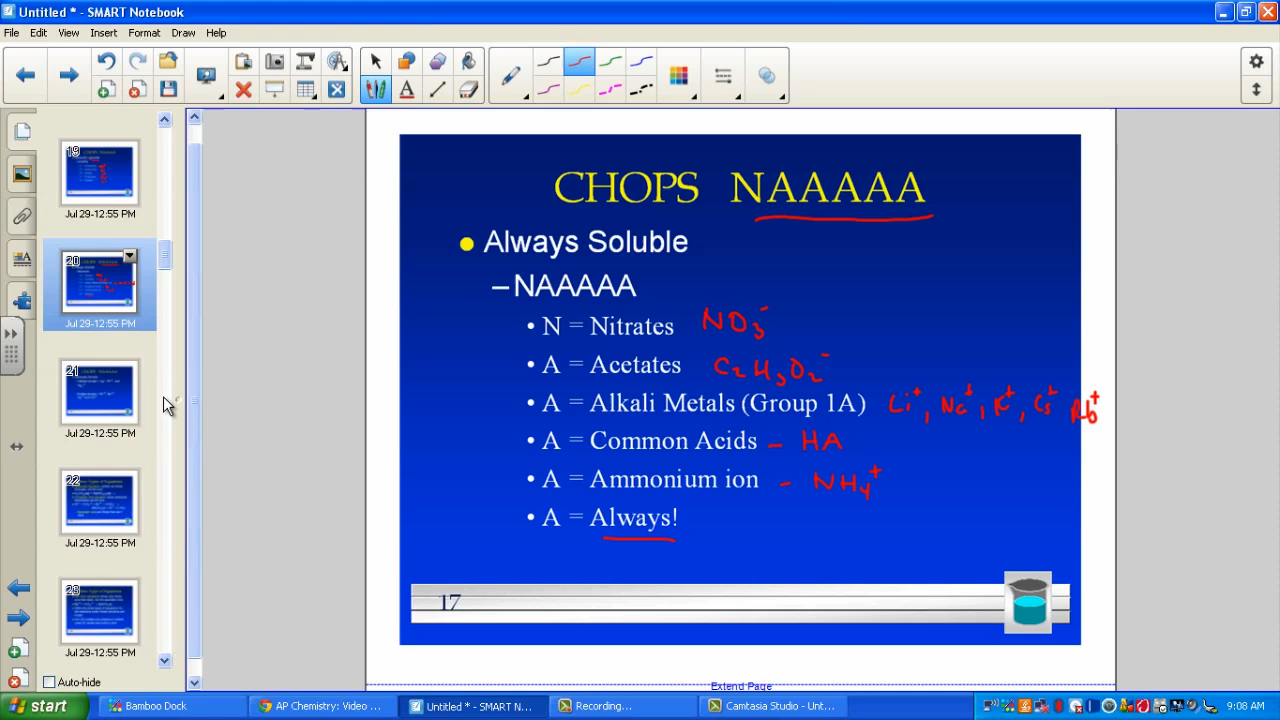 Untitled * - SMART Notebook
File Edit View Insert Format Draw Help
19
Jul 29-12:55 PM
20
Jul 29-12:55 PM
21
Jul 29-12:55 PM
22
Jul 29-12:55 PM
23
Jul 29-12:55 PM
Auto-hide
CHOPS NAAAAA
• Always Soluble
– NAAAAA
• N = Nitrates NO3-
• A = Acetates C2H3O2-
• A = Alkali Metals (Group 1A) Li+, Na+, K+, Cs+ Rb+
• A = Common Acids - HA
• A = Ammonium ion - NH4+
• A = Always!
17
Extend Page
start Bamboo Dock AP Chemistry: Video ... Untitled * - SMART N... Recording... Camtasia Studio - Unt... 9:08 AM